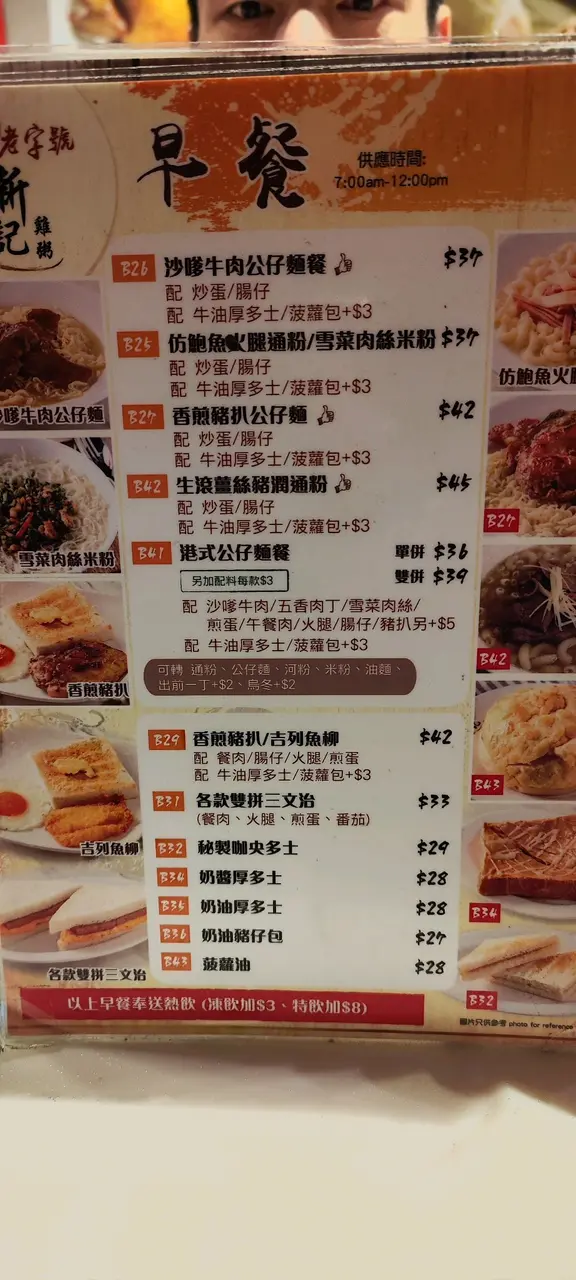 老字號
新記
雞粥
早餐
供應時間:
7:00am-12:00pm
B26 沙嗲牛肉公仔麵餐 $37
配 炒蛋/腸仔
配 牛油厚多士/菠蘿包+$3
B25 仿鮑魚火腿通粉/雪菜肉絲米粉 $37
配 炒蛋/腸仔
配 牛油厚多士/菠蘿包+$3
B27 香煎豬扒公仔麵 $42
配 炒蛋/腸仔
配 牛油厚多士/菠蘿包+$3
B42 生滾薑絲豬潤通粉 $45
配 炒蛋/腸仔
配 牛油厚多士/菠蘿包+$3
B41 港式公仔麵餐 單併 $36
另加配料每款$3 雙併 $39
配 沙嗲牛肉/五香肉丁/雪菜肉絲/
煎蛋/午餐肉/火腿/腸仔/豬扒另+$5
配 牛油厚多士/菠蘿包+$3
可轉 通粉、公仔麵、河粉、米粉、油麵、
出前一丁+$2、烏冬+$2
B29 香煎豬扒/吉列魚柳 $42
配 餐肉/腸仔/火腿/煎蛋
配 牛油厚多士/菠蘿包+$3
B31 各款雙拼三文治 $33
(餐肉、火腿、煎蛋、番茄)
B32 秘製咖央多士 $29
B34 奶醬厚多士 $28
B35 奶油厚多士 $28
B36 奶油豬仔包 $27
B43 菠蘿油 $28
以上早餐奉送熱飲 (凍飲加$3、特飲加$8)
沙嗲牛肉公仔麵
雪菜肉絲米粉
香煎豬扒
吉列魚柳
各款雙拼三文治
仿鮑魚火腿
B27
B42
B43
B34
B32
圖片只供參考 photo for reference